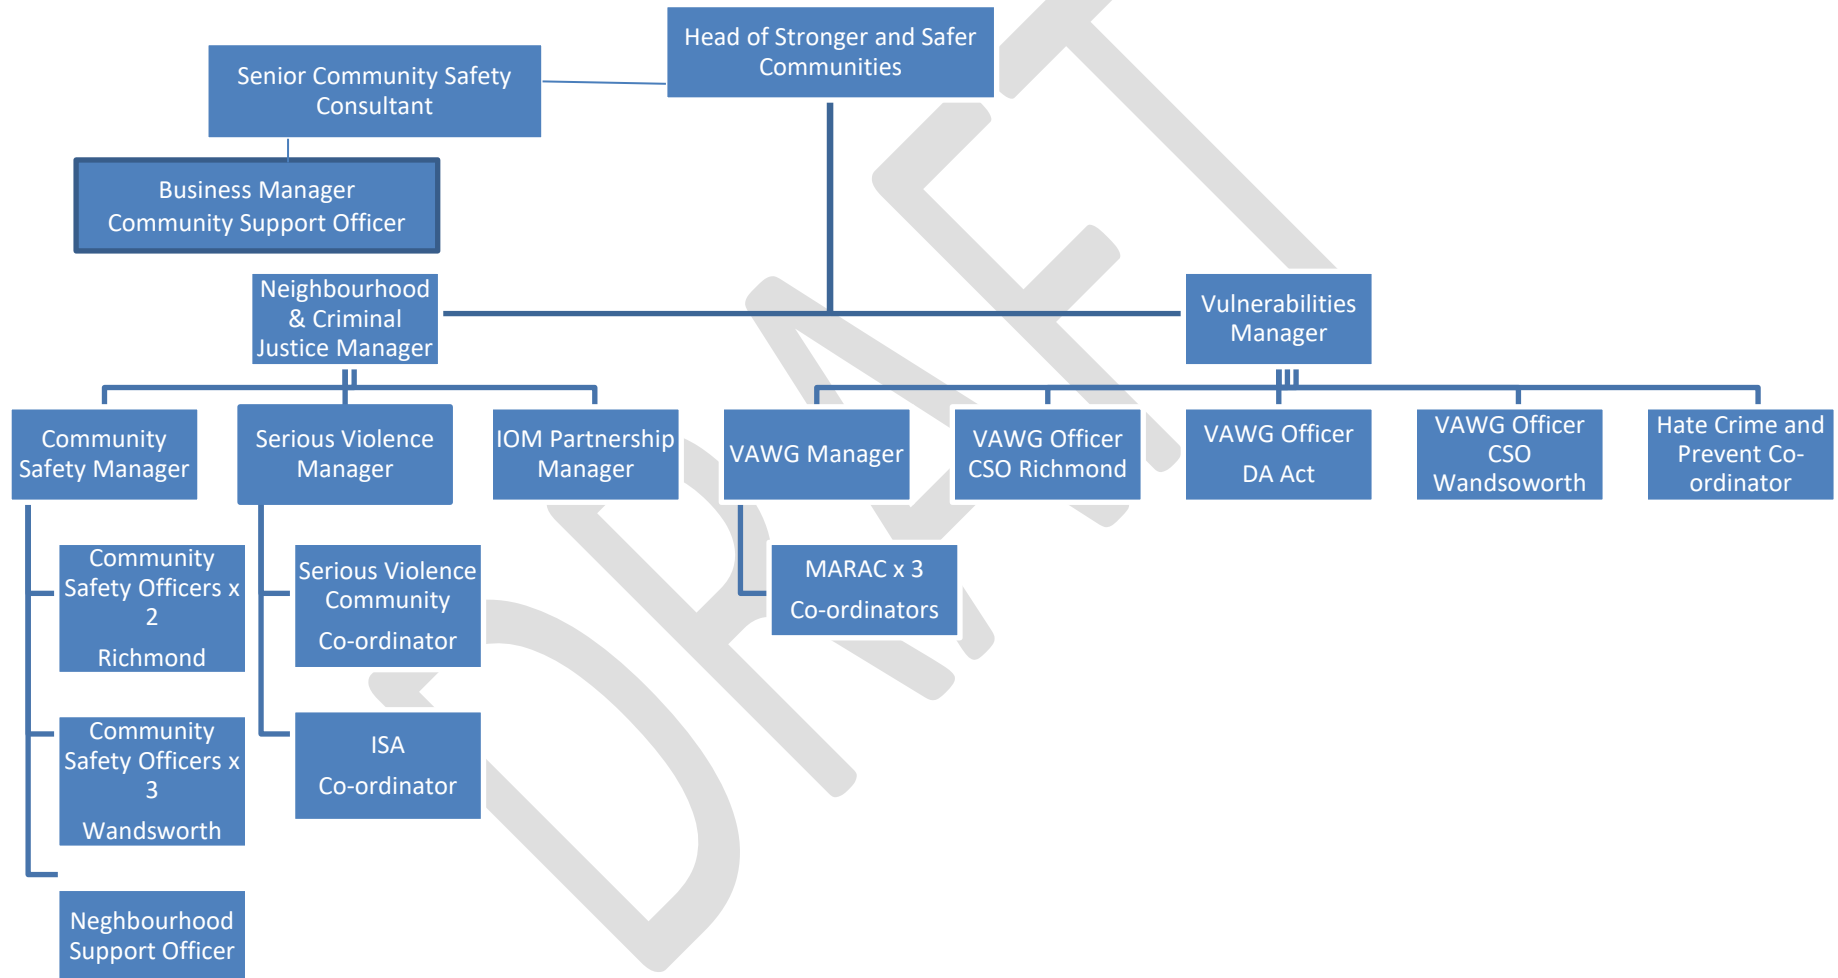 Head of Stronger and Safer
Communities
Senior Community Safety
Consultant
Business Manager
Community Support Officer
Neighbourhood
& Criminal
Justice Manager
Vulnerabilities
Manager
Community
Safety Manager
Serious Violence
Manager
IOM Partnership
Manager
VAWG Manager
VAWG Officer
CSO Richmond
VAWG Officer
DA Act
VAWG Officer
CSO
Wandsoworth
Hate Crime and
Prevent Co-
ordinator
Community
Safety Officers x
2
Richmond
Serious Violence
Community
Co-ordinator
MARAC x 3
Co-ordinators
Community
Safety Officers x
3
Wandsworth
ISA
Co-ordinator
Neghbourhood
Support Officer
DRAFT